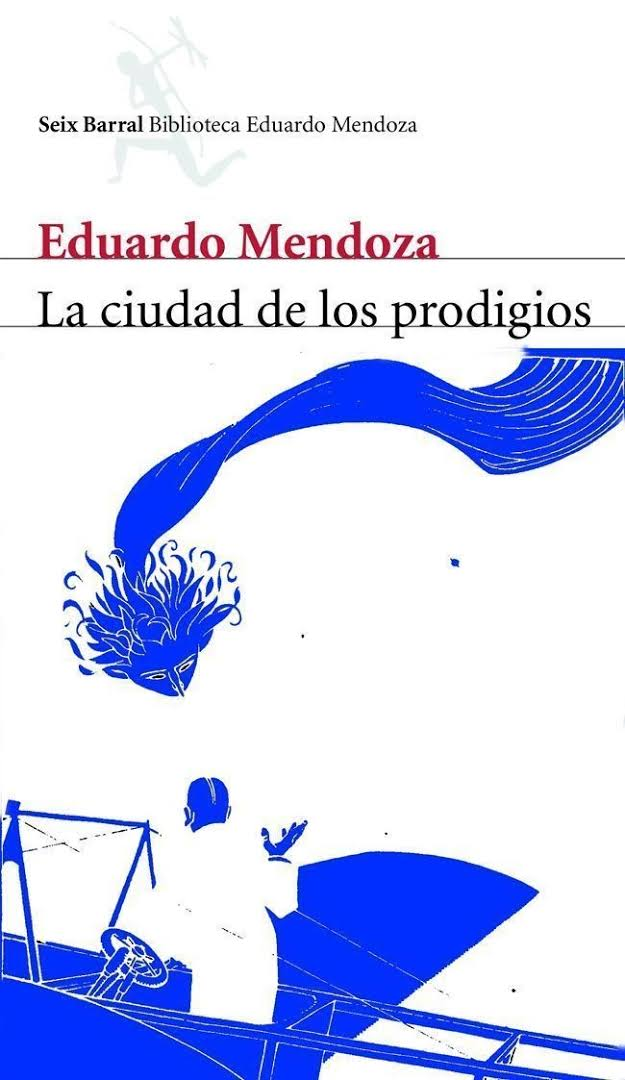 Seix Barral Biblioteca Eduardo Mendoza
Eduardo Mendoza
La ciudad de los prodigios